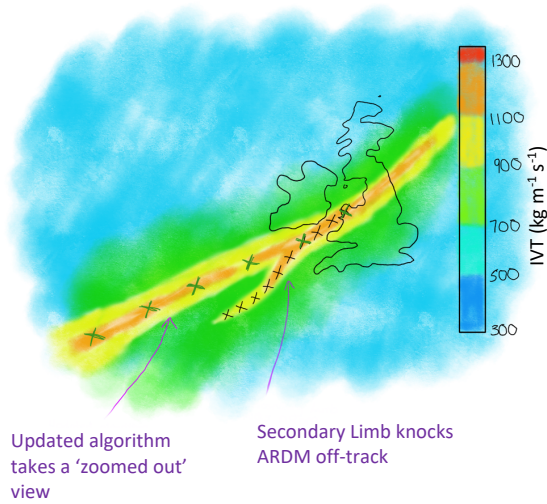 1300
1100
900
700
500
300
IVT (kg m⁻¹ s⁻¹)
Updated algorithm
takes a ‘zoomed out’
view
Secondary Limb knocks
ARDM off-track